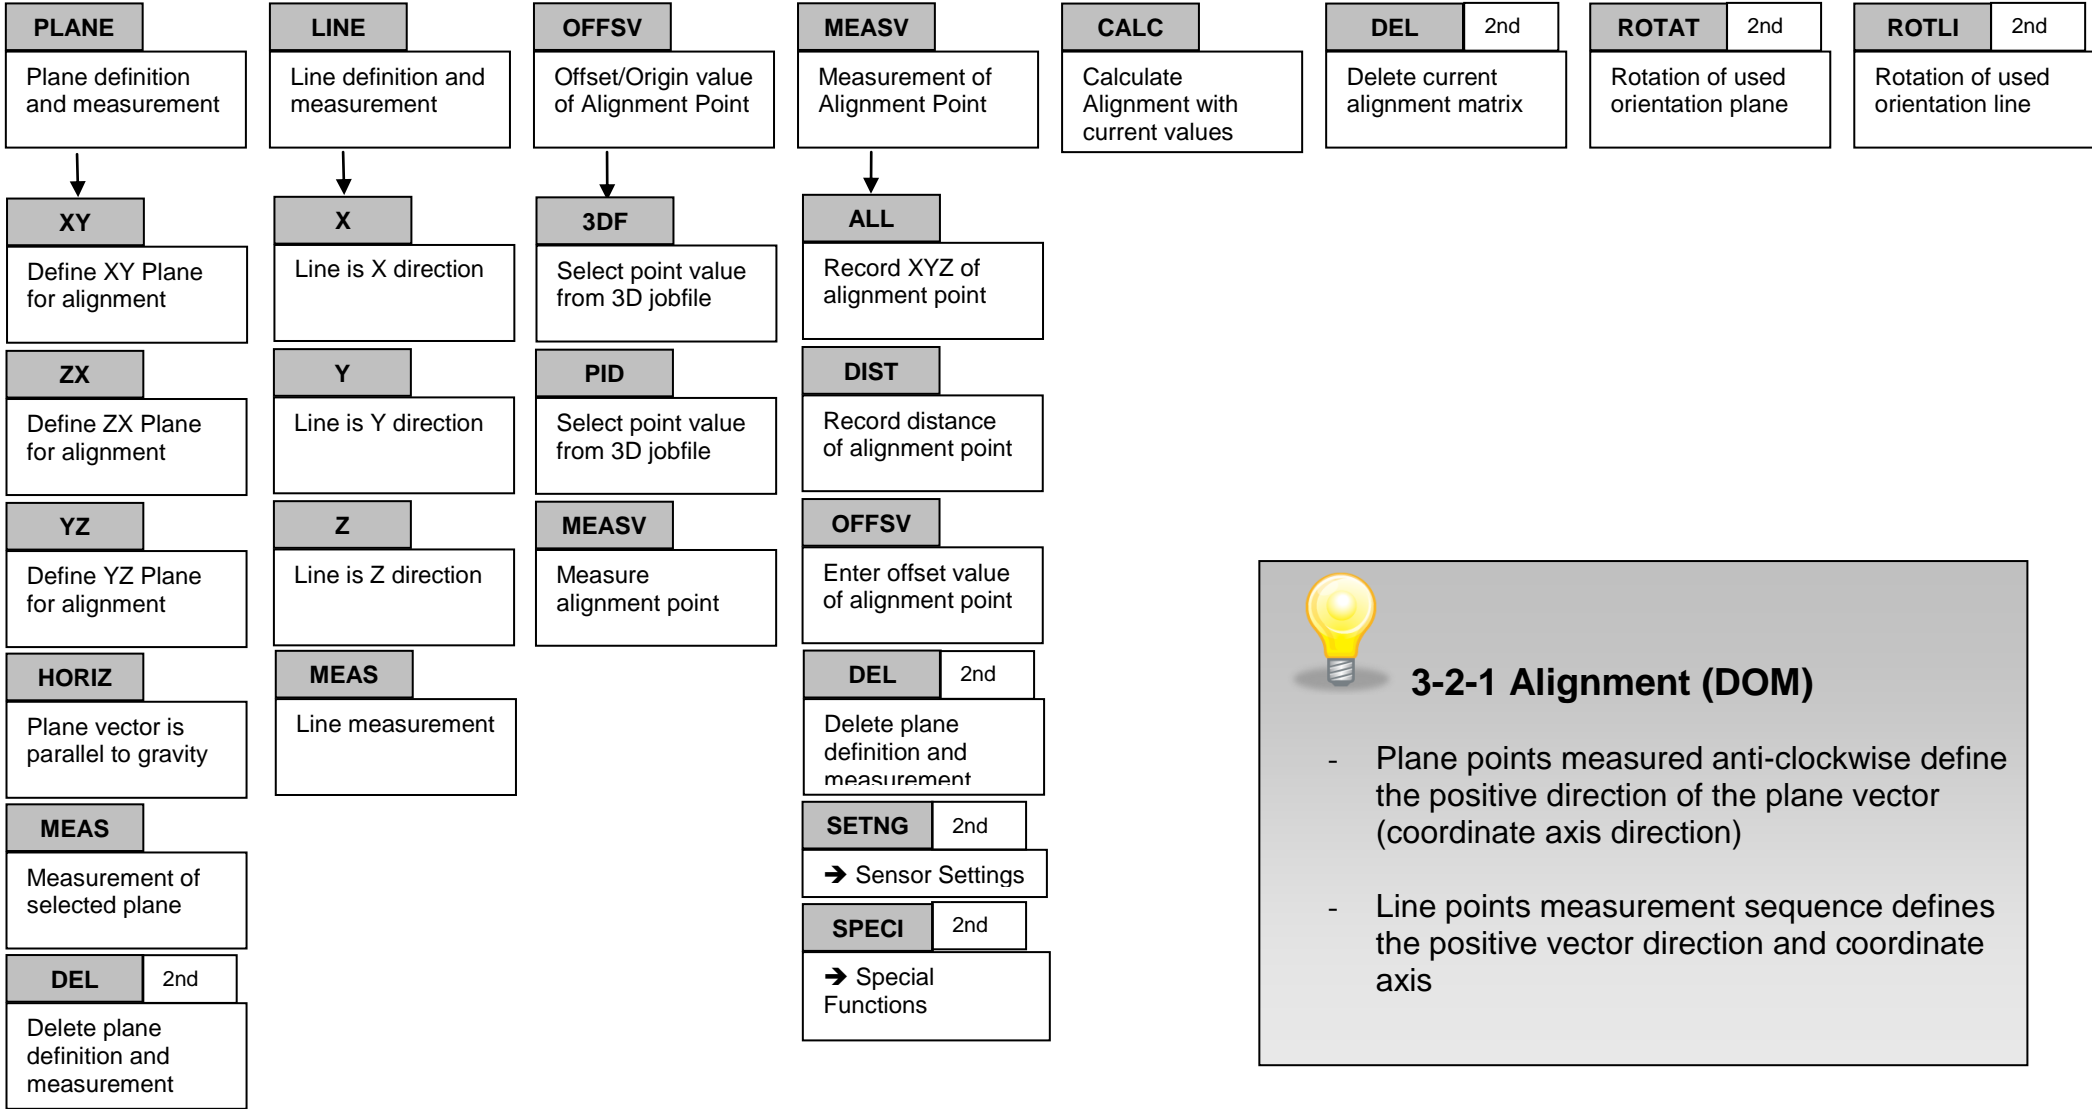 PLANE
Plane definition
and measurement
LINE
Line definition and
measurement
OFFSV
Offset/Origin value
of Alignment Point
MEASV
Measurement of
Alignment Point
CALC
Calculate
Alignment with
current values
DEL 2nd
Delete current
alignment matrix
ROTAT 2nd
Rotation of used
orientation plane
ROTLI 2nd
Rotation of used
orientation line
XY
Define XY Plane
for alignment
ZX
Define ZX Plane
for alignment
YZ
Define YZ Plane
for alignment
HORIZ
Plane vector is
parallel to gravity
MEAS
Measurement of
selected plane
DEL 2nd
Delete plane
definition and
measurement
X
Line is X direction
Y
Line is Y direction
Z
Line is Z direction
MEAS
Line measurement
3DF
Select point value
from 3D jobfile
PID
Select point value
from 3D jobfile
MEASV
Measure
alignment point
ALL
Record XYZ of
alignment point
DIST
Record distance
of alignment point
OFFSV
Enter offset value
of alignment point
DEL 2nd
Delete plane
definition and
measurement
SETNG 2nd
➔ Sensor Settings
SPECI 2nd
➔ Special
Functions
3-2-1 Alignment (DOM)
- Plane points measured anti-clockwise define
the positive direction of the plane vector
(coordinate axis direction)
- Line points measurement sequence defines
the positive vector direction and coordinate
axis